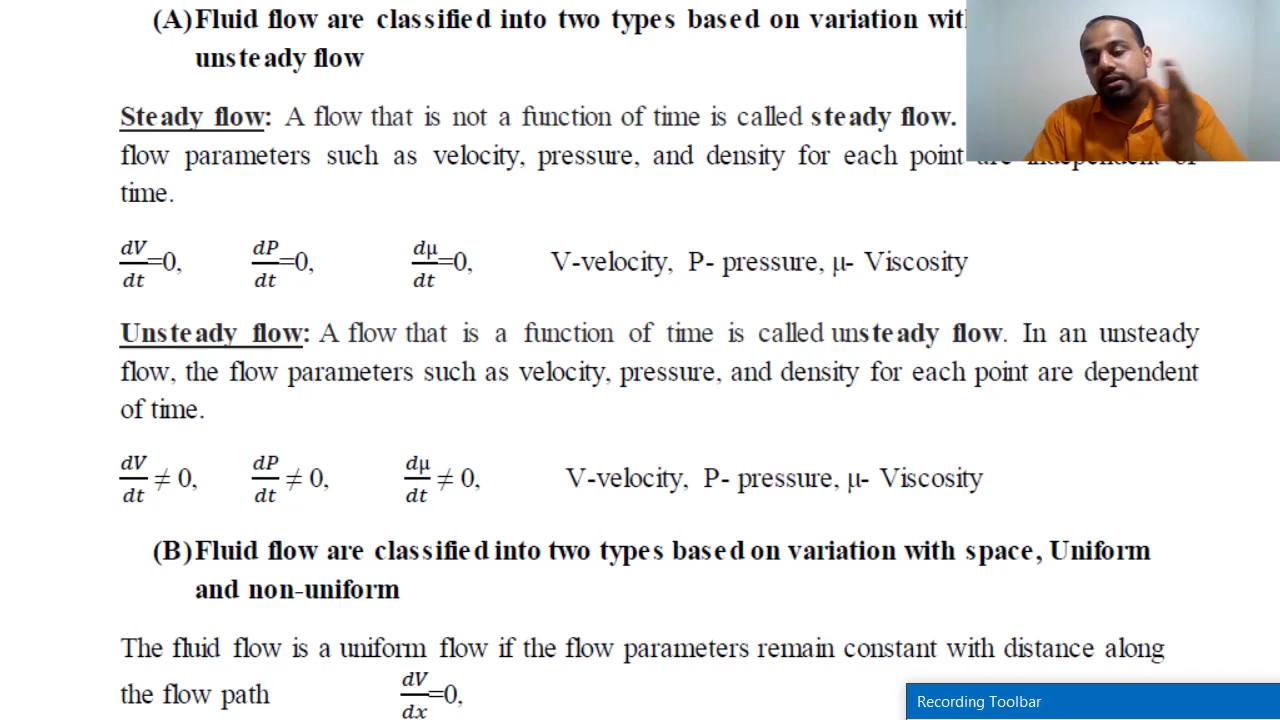 (A) Fluid flow are classified into two types based on variation
unsteady flow
Steady flow: A flow that is not a function of time is called steady flow.
flow parameters such as velocity, pressure, and density for each point are independent of
time.
dV/dt=0, dP/dt=0, dμ/dt=0, V-velocity, P- pressure, μ- Viscosity
Unsteady flow: A flow that is a function of time is called unsteady flow. In an unsteady
flow, the flow parameters such as velocity, pressure, and density for each point are dependent
of time.
dV/dt ≠ 0, dP/dt ≠ 0, dμ/dt ≠ 0, V-velocity, P- pressure, μ- Viscosity
(B) Fluid flow are classified into two types based on variation with space, Uniform
and non-uniform
The fluid flow is a uniform flow if the flow parameters remain constant with distance along
the flow path dV/dx=0,
Recording Toolbar